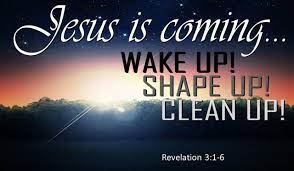 Jesus is coming...
WAKE UP!
SHAPE UP!
CLEAN UP!
Revelation 3:1-6